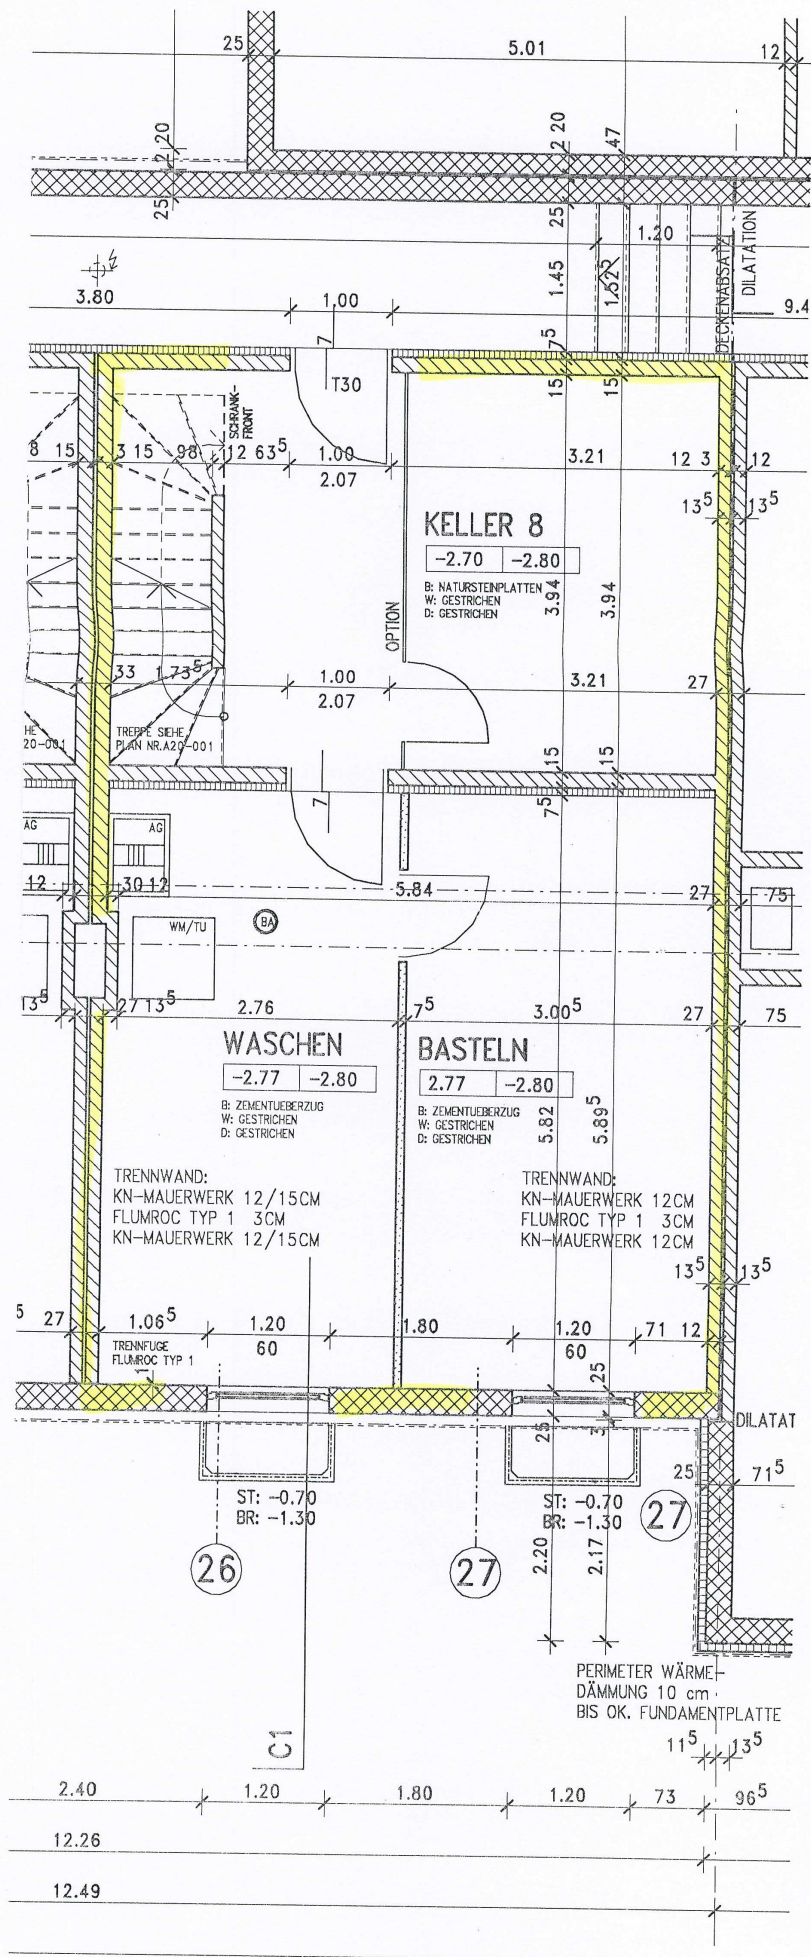 25 5.01 12
2 20
2 20
47
25
25
1.20
DECKENABSATZ
DILATATION
1.45
1.52⁵
3.80 1.00 9.4
7
7⁵
T30
15
15
SCHRANK-
FRONT
8 15 3 15 98 12 63⁵ 1.00 3.21 12 3 12
2.07
13⁵ 13⁵
KELLER 8
-2.70 -2.80
B: NATURSTEINPLATTEN
W: GESTRICHEN
D: GESTRICHEN
3.94
3.94
OPTION
33 1.73⁵ 1.00 3.21 27
2.07
HE
20-001
TREPPE SIEHE
PLAN NR.A20-001
15
15
7
7⁵
AG AG
12 30 12 5.84 27 75
WM/TU
BA
13⁵ 27 13⁵ 2.76 7⁵ 3.00⁵ 27 75
WASCHEN
-2.77 -2.80
B: ZEMENTUEBERZUG
W: GESTRICHEN
D: GESTRICHEN
BASTELN
2.77 -2.80
B: ZEMENTUEBERZUG
W: GESTRICHEN
D: GESTRICHEN
5.82
5.89⁵
TRENNWAND:
KN-MAUERWERK 12/15CM
FLUMROC TYP 1 3CM
KN-MAUERWERK 12/15CM
TRENNWAND:
KN-MAUERWERK 12CM
FLUMROC TYP 1 3CM
KN-MAUERWERK 12CM
13⁵ 13⁵
5 27 1.06⁵ 1.20 1.80 1.20 71 12
60 60
TRENNFUGE
FLUMROC TYP 1
1
25
25
3
DILATAT
25 71⁵
ST: -0.70
BR: -1.30
ST: -0.70
BR: -1.30
27
26
27
2.20
2.17
PERIMETER WÄRME-
DÄMMUNG 10 cm
BIS OK. FUNDAMENTPLATTE
C1
11⁵ 13⁵
2.40 1.20 1.80 1.20 73 96⁵
12.26
12.49